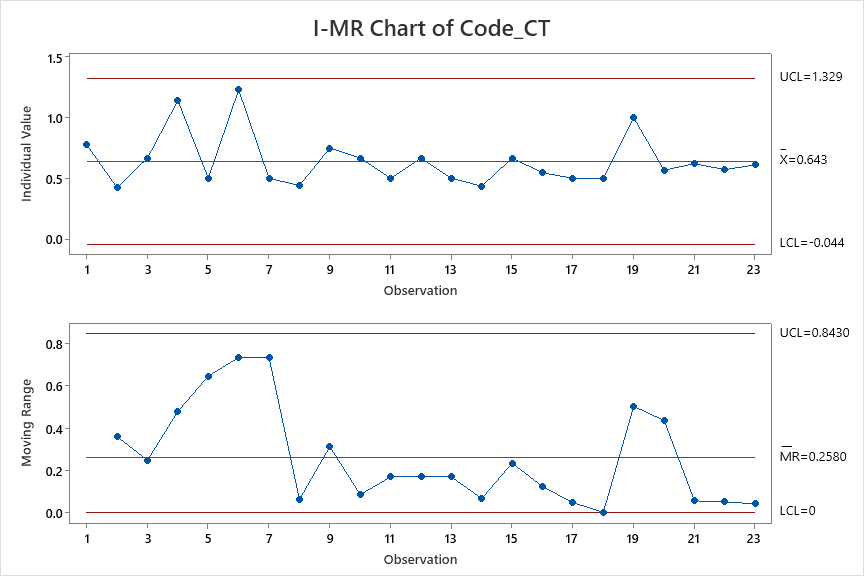 I-MR Chart of Code_CT
1.5
1.0
0.5
0.0
Individual Value
UCL=1.329
X̄=0.643
LCL=-0.044
1 3 5 7 9 11 13 15 17 19 21 23
Observation
0.8
0.6
0.4
0.2
0.0
Moving Range
UCL=0.8430
M̅R̅=0.2580
LCL=0
1 3 5 7 9 11 13 15 17 19 21 23
Observation